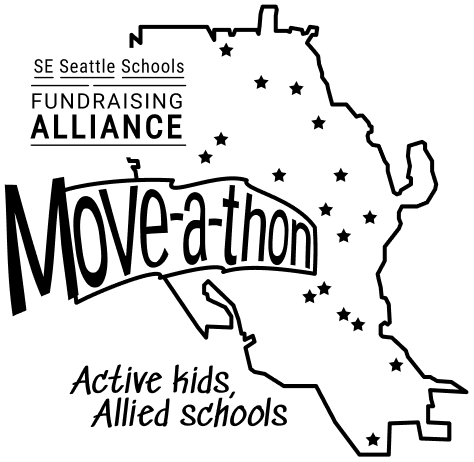 SE Seattle Schools
FUNDRAISING
ALLIANCE
Move-a-thon
Active kids,
Allied schools